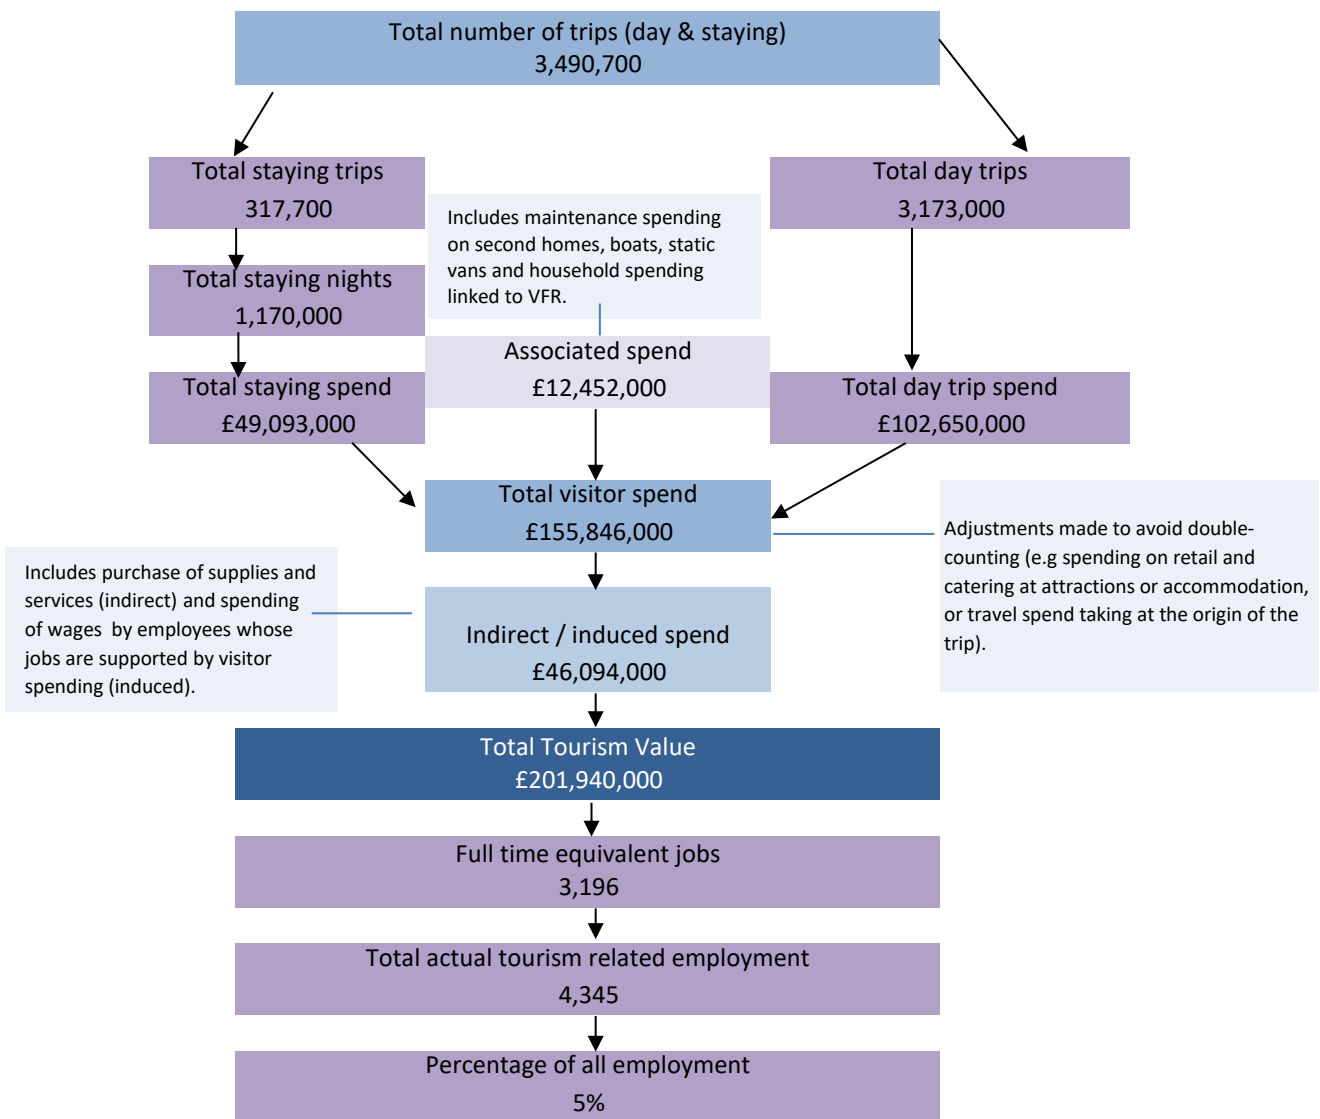 Total number of trips (day & staying)
3,490,700
Total staying trips
317,700
Total day trips
3,173,000
Includes maintenance spending
on second homes, boats, static
vans and household spending
linked to VFR.
Total staying nights
1,170,000
Associated spend
£12,452,000
Total staying spend
£49,093,000
Total day trip spend
£102,650,000
Total visitor spend
£155,846,000
Adjustments made to avoid double-
counting (e.g spending on retail and
catering at attractions or accommodation,
or travel spend taking at the origin of the
trip).
Includes purchase of supplies and
services (indirect) and spending
of wages by employees whose
jobs are supported by visitor
spending (induced).
Indirect / induced spend
£46,094,000
Total Tourism Value
£201,940,000
Full time equivalent jobs
3,196
Total actual tourism related employment
4,345
Percentage of all employment
5%